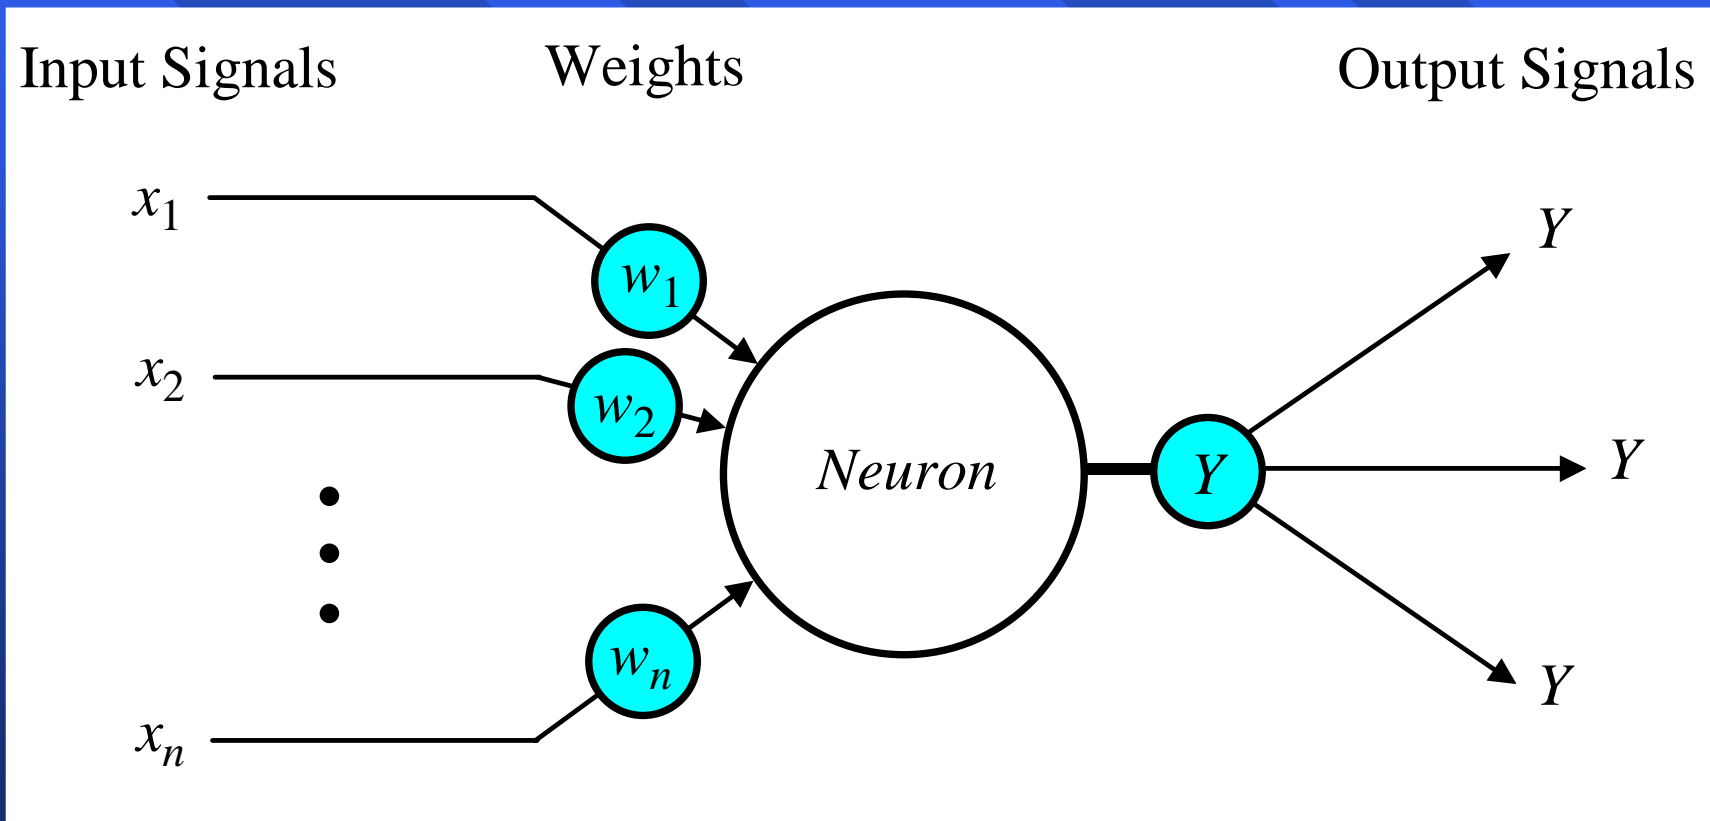 Input Signals
Weights
Output Signals
x1
w1
Y
x2
w2
Neuron
Y
Y
wn
Y
xn